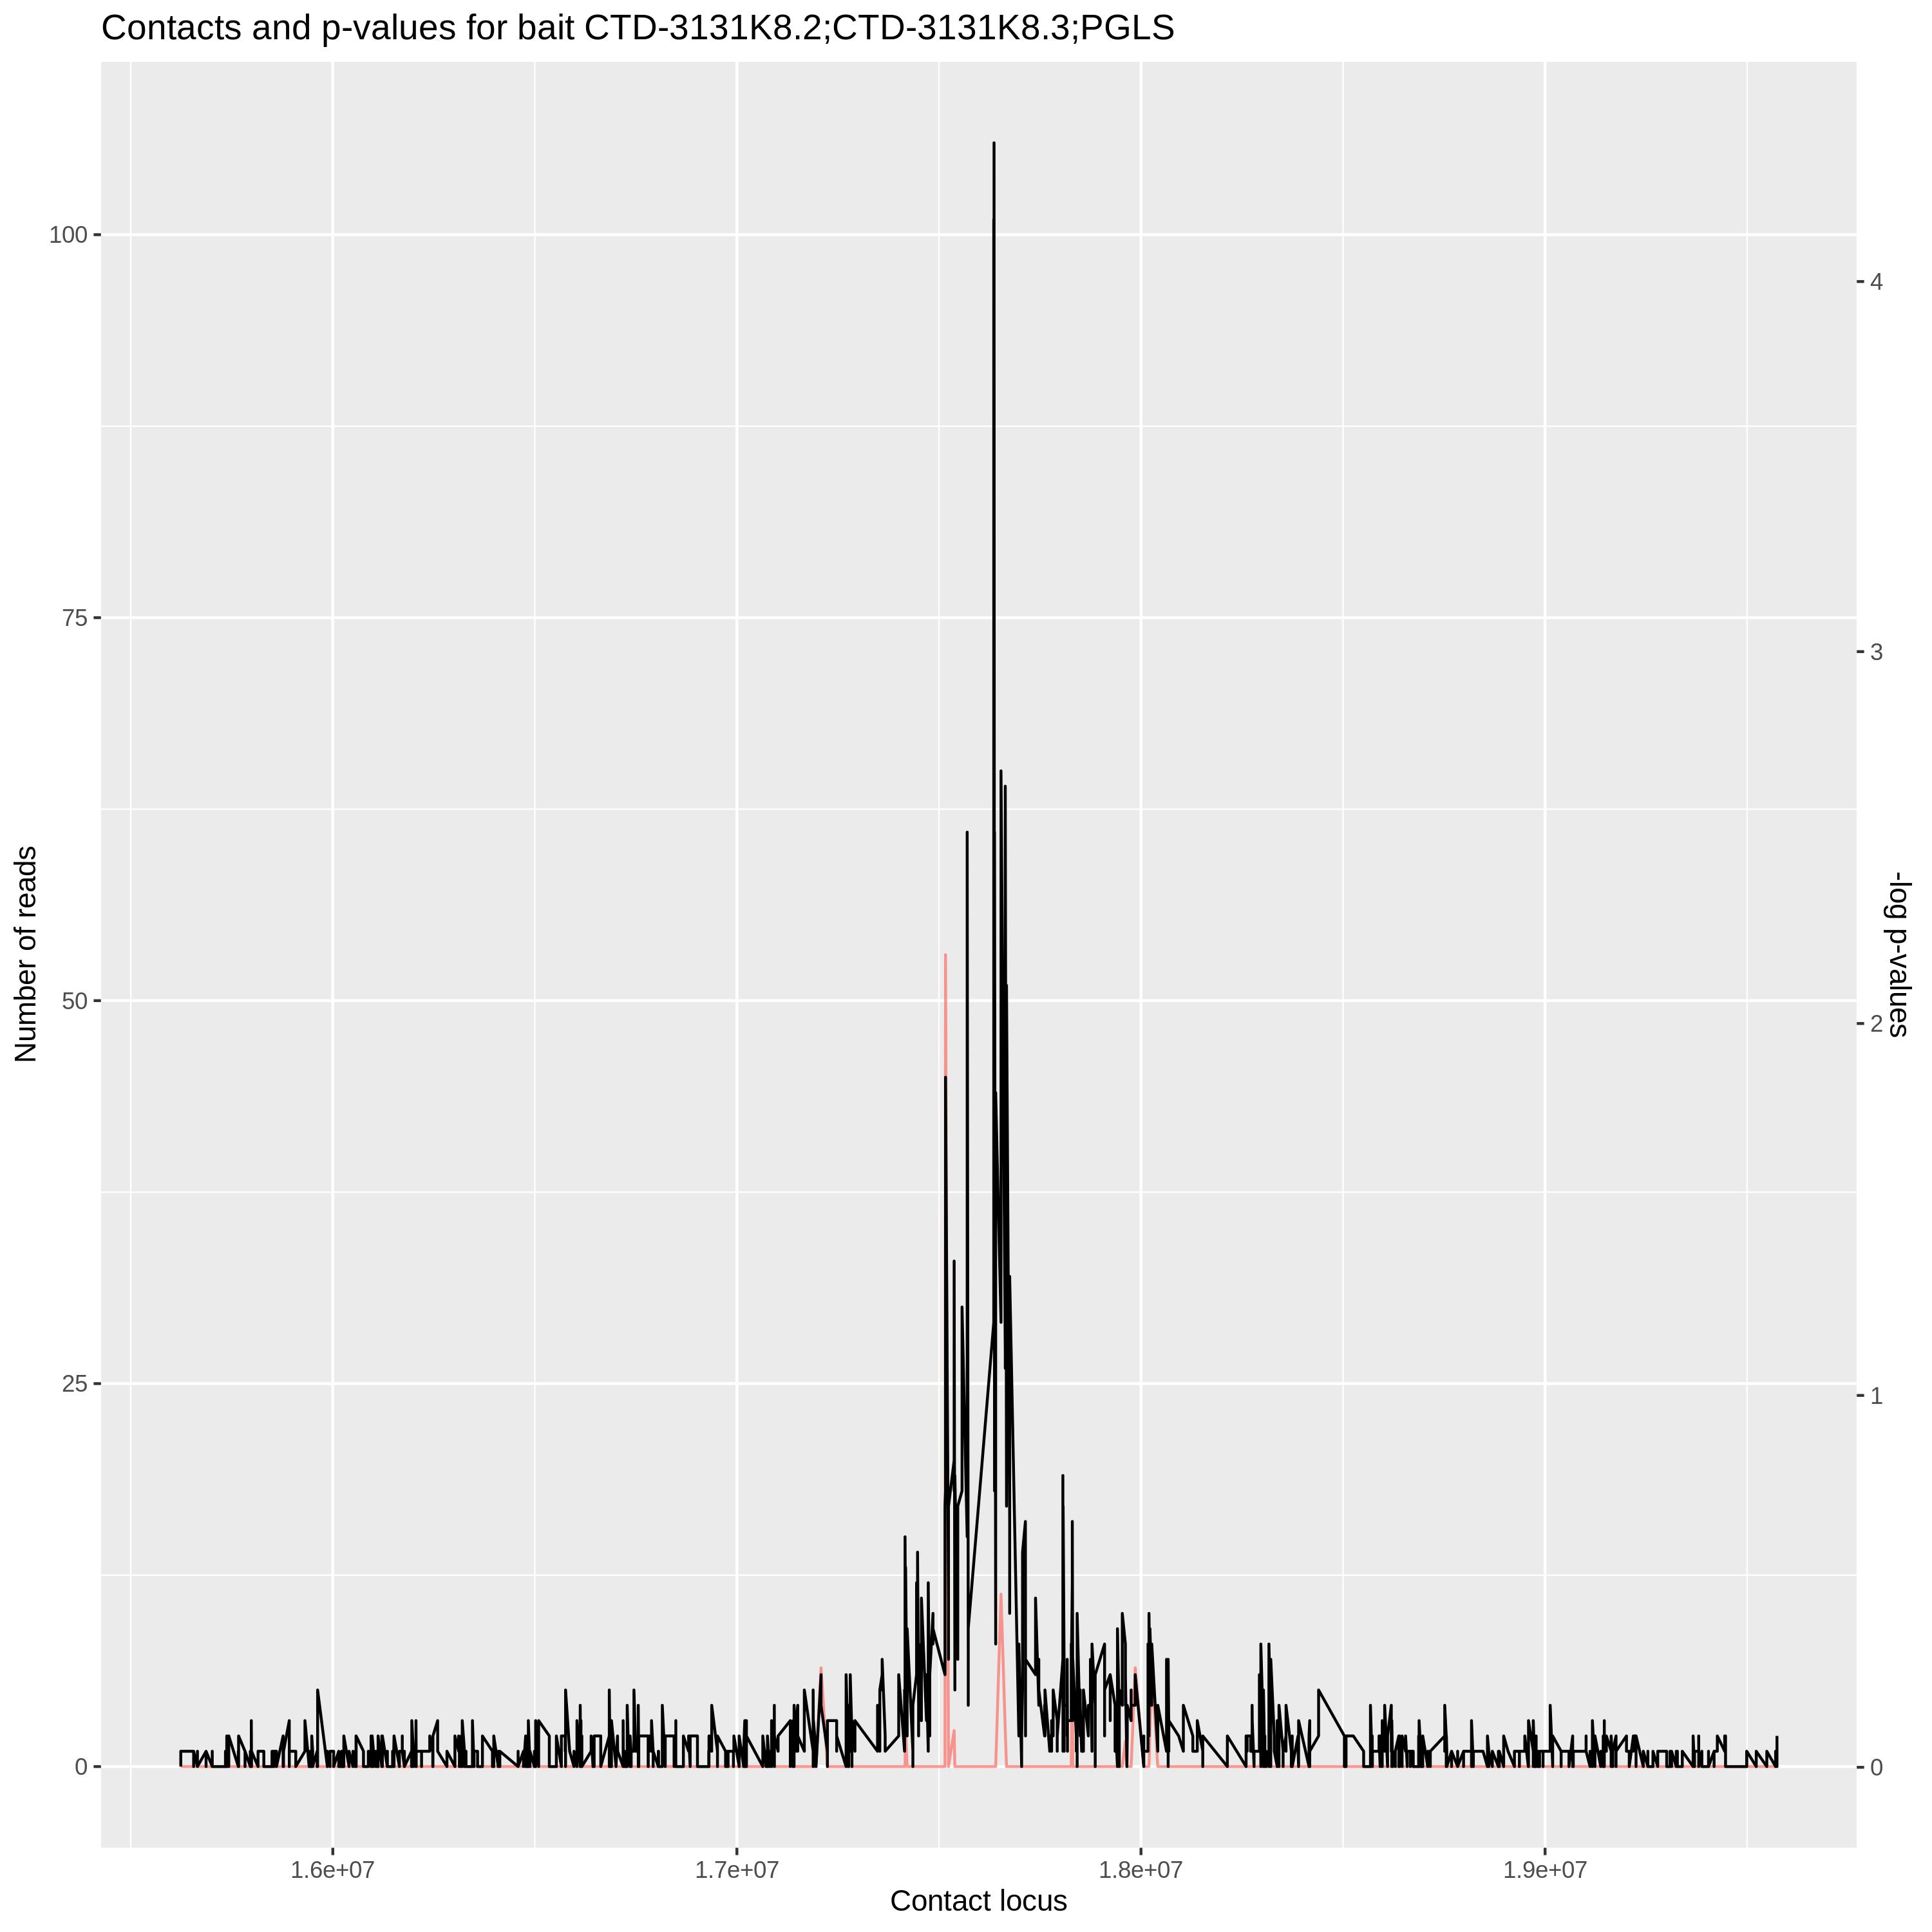 Contacts and p-values for bait CTD-3131K8.2;CTD-3131K8.3;PGLS
Number of reads
100
75
50
25
0
4
3
2
1
0
-log p-values
1.6e+07
1.7e+07
1.8e+07
1.9e+07
Contact locus